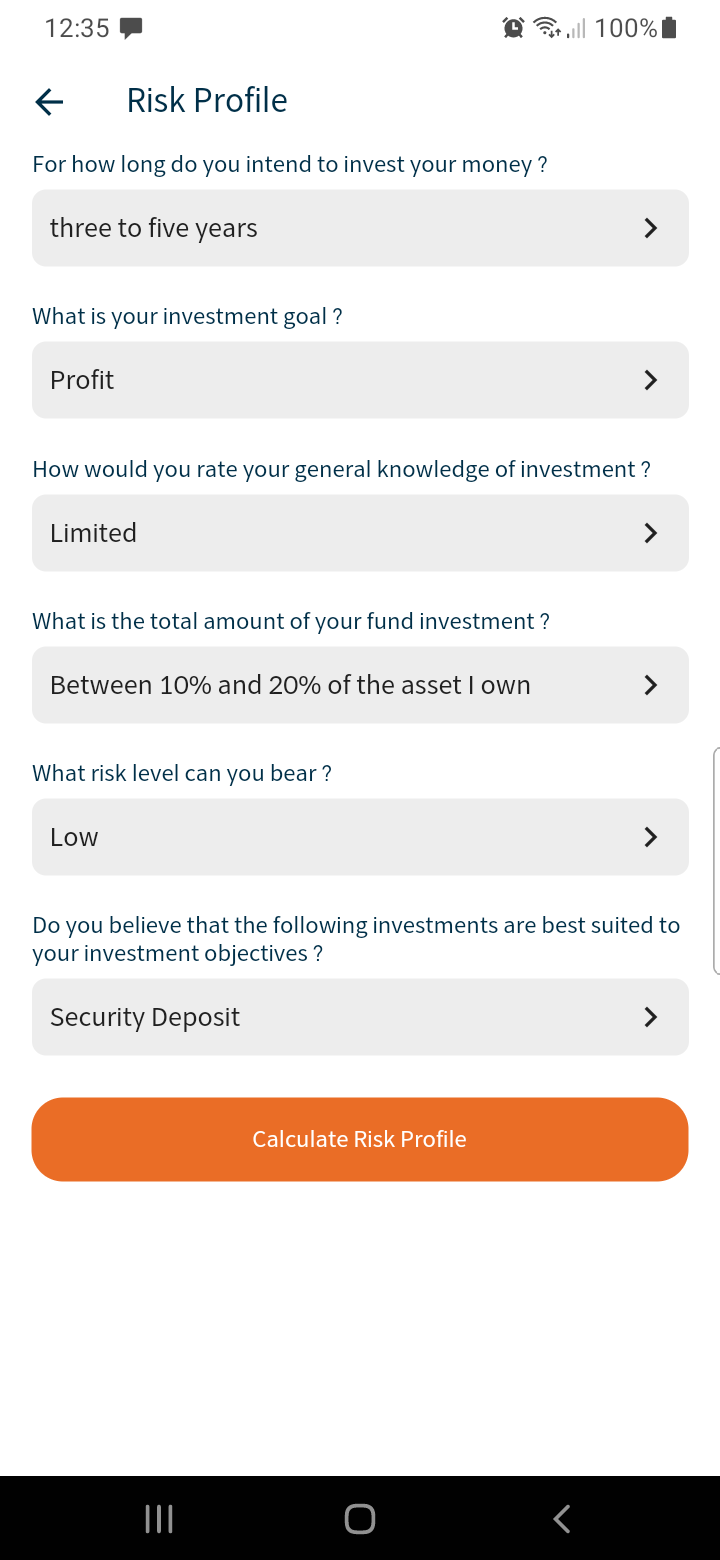 12:35
100%
Risk Profile
For how long do you intend to invest your money ?
three to five years
What is your investment goal ?
Profit
How would you rate your general knowledge of investment ?
Limited
What is the total amount of your fund investment ?
Between 10% and 20% of the asset I own
What risk level can you bear ?
Low
Do you believe that the following investments are best suited to
your investment objectives ?
Security Deposit
Calculate Risk Profile